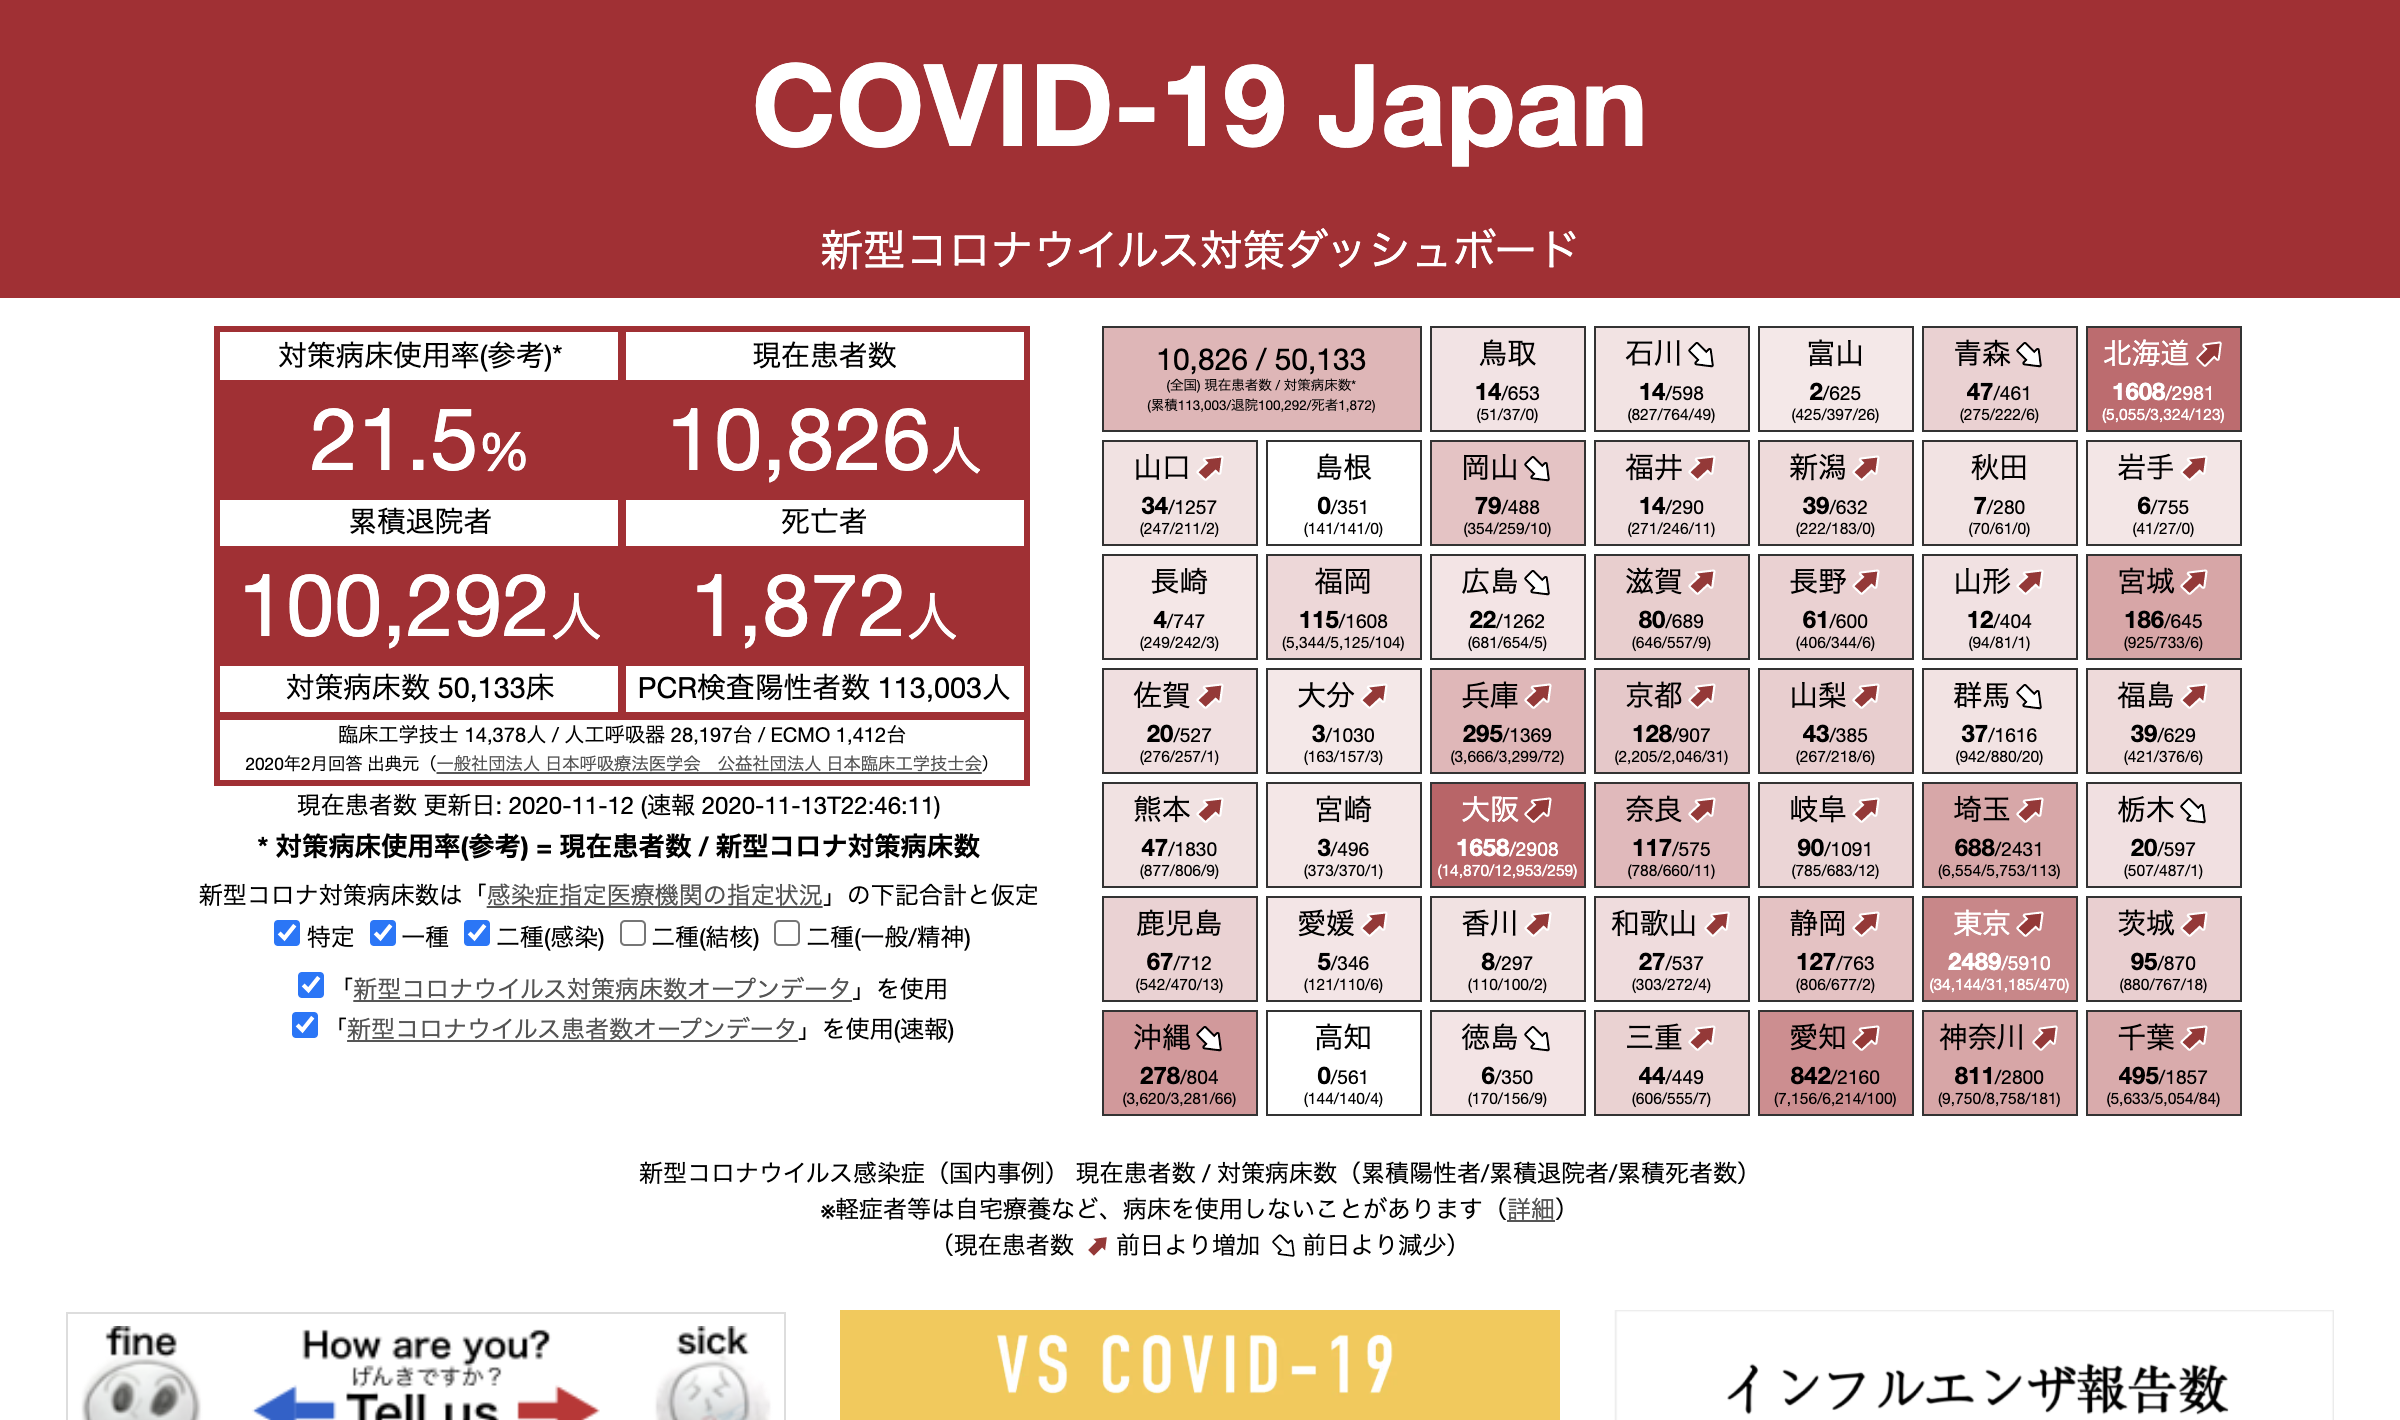 COVID-19 Japan
新型コロナウイルス対策ダッシュボード
対策病床使用率(参考)*
現在患者数
21.5%
10,826人
累積退院者
死亡者
100,292人
1,872人
対策病床数 50,133床
PCR検査陽性者数 113,003人
臨床工学技士 14,378人 / 人工呼吸器 28,197台 / ECMO 1,412台
2020年2月回答 出典元（一般社団法人 日本呼吸療法医学会　公益社団法人 日本臨床工学技士会）
現在患者数 更新日: 2020-11-12 (速報 2020-11-13T22:46:11)
* 対策病床使用率(参考) = 現在患者数 / 新型コロナ対策病床数
新型コロナ対策病床数は「感染症指定医療機関の指定状況」の下記合計と仮定
特定 一種 二種(感染) 二種(結核) 二種(一般/精神)
「新型コロナウイルス対策病床数オープンデータ」を使用
「新型コロナウイルス患者数オープンデータ」を使用(速報)
10,826 / 50,133
(全国) 現在患者数 / 対策病床数*
(累積113,003/退院100,292/死者1,872)
鳥取
14/653
(51/37/0)
石川
14/598
(827/764/49)
富山
2/625
(425/397/26)
青森
47/461
(275/222/6)
北海道
1608/2981
(5,055/3,324/123)
山口
34/1257
(247/211/2)
島根
0/351
(141/141/0)
岡山
79/488
(354/259/10)
福井
14/290
(271/246/11)
新潟
39/632
(222/183/0)
秋田
7/280
(70/61/0)
岩手
6/755
(41/27/0)
長崎
4/747
(249/242/3)
福岡
115/1608
(5,344/5,125/104)
広島
22/1262
(681/654/5)
滋賀
80/689
(646/557/9)
長野
61/600
(406/344/6)
山形
12/404
(94/81/1)
宮城
186/645
(925/733/6)
佐賀
20/527
(276/257/1)
大分
3/1030
(163/157/3)
兵庫
295/1369
(3,666/3,299/72)
京都
128/907
(2,205/2,046/31)
山梨
43/385
(267/218/6)
群馬
37/1616
(942/880/20)
福島
39/629
(421/376/6)
熊本
47/1830
(877/806/9)
宮崎
3/496
(373/370/1)
大阪
1658/2908
(14,870/12,953/259)
奈良
117/575
(788/660/11)
岐阜
90/1091
(785/683/12)
埼玉
688/2431
(6,554/5,753/113)
栃木
20/597
(507/487/1)
鹿児島
67/712
(542/470/13)
愛媛
5/346
(121/110/6)
香川
8/297
(110/100/2)
和歌山
27/537
(303/272/4)
静岡
127/763
(806/677/2)
東京
2489/5910
(34,144/31,185/470)
茨城
95/870
(880/767/18)
沖縄
278/804
(3,620/3,281/66)
高知
0/561
(144/140/4)
徳島
6/350
(170/156/9)
三重
44/449
(606/555/7)
愛知
842/2160
(7,156/6,214/100)
神奈川
811/2800
(9,750/8,758/181)
千葉
495/1857
(5,633/5,054/84)
新型コロナウイルス感染症（国内事例） 現在患者数 / 対策病床数（累積陽性者/累積退院者/累積死者数）
※軽症者等は自宅療養など、病床を使用しないことがあります（詳細）
（現在患者数 前日より増加 前日より減少）
fine
How are you?
sick
げんきですか？
Tell us
VS COVID-19
インフルエンザ報告数